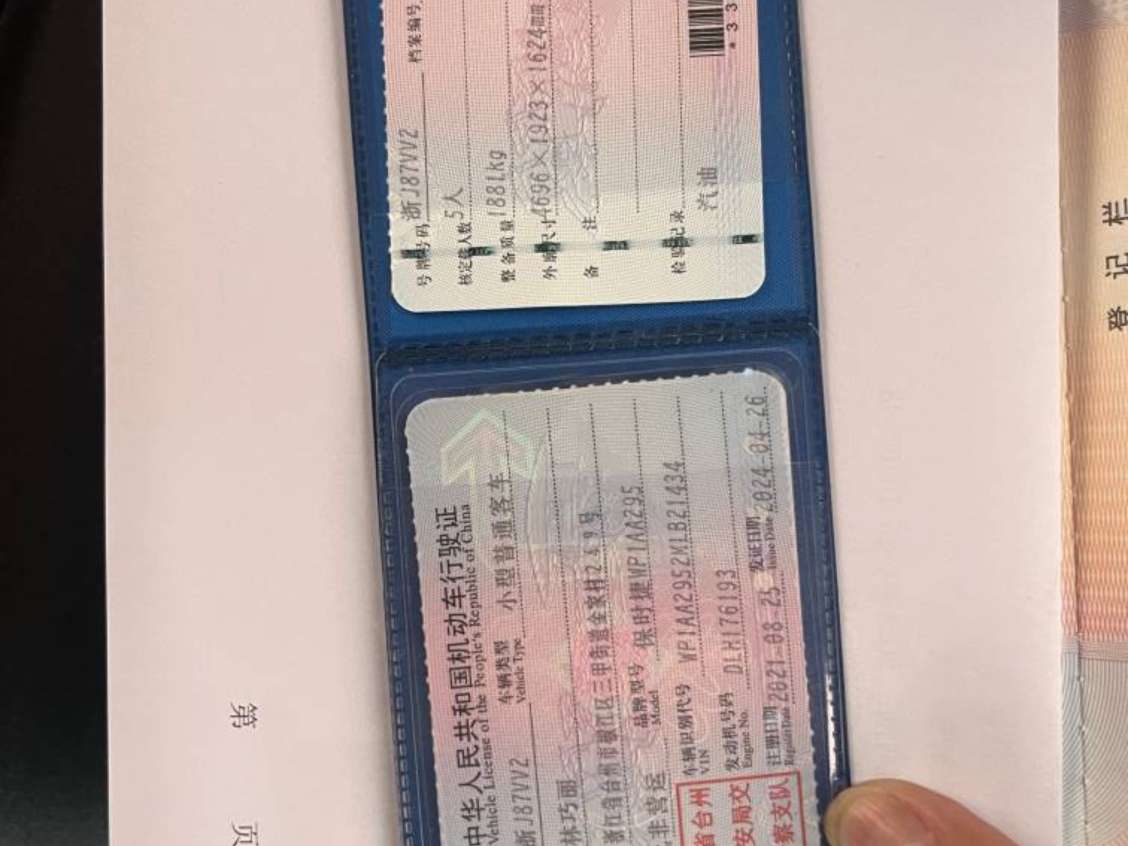 第 页
中华人民共和国机动车行驶证
Vehicle License of the People's Republic of China
浙J87VV2 车辆类型 小型普通客车
Vehicle Type
林巧丽
浙江省台州市椒江区三甲街道金家村249号
非营运 品牌型号 保时捷WP1AA295
Model
省台州
安局交
察支队
车辆识别代号 WP1AA2952MLB21434
VIN
发动机号码 DLH176193
Engine No.
注册日期 2021-08-25 发证日期 2024-04-26
Register Date Issue Date
号牌号码 浙J87VV2 档案编号
核定载人数 5人
整备质量 1881kg
外廓尺寸 4696×1923×1624mm
备 注
检验记录 汽油
*33
登记栏